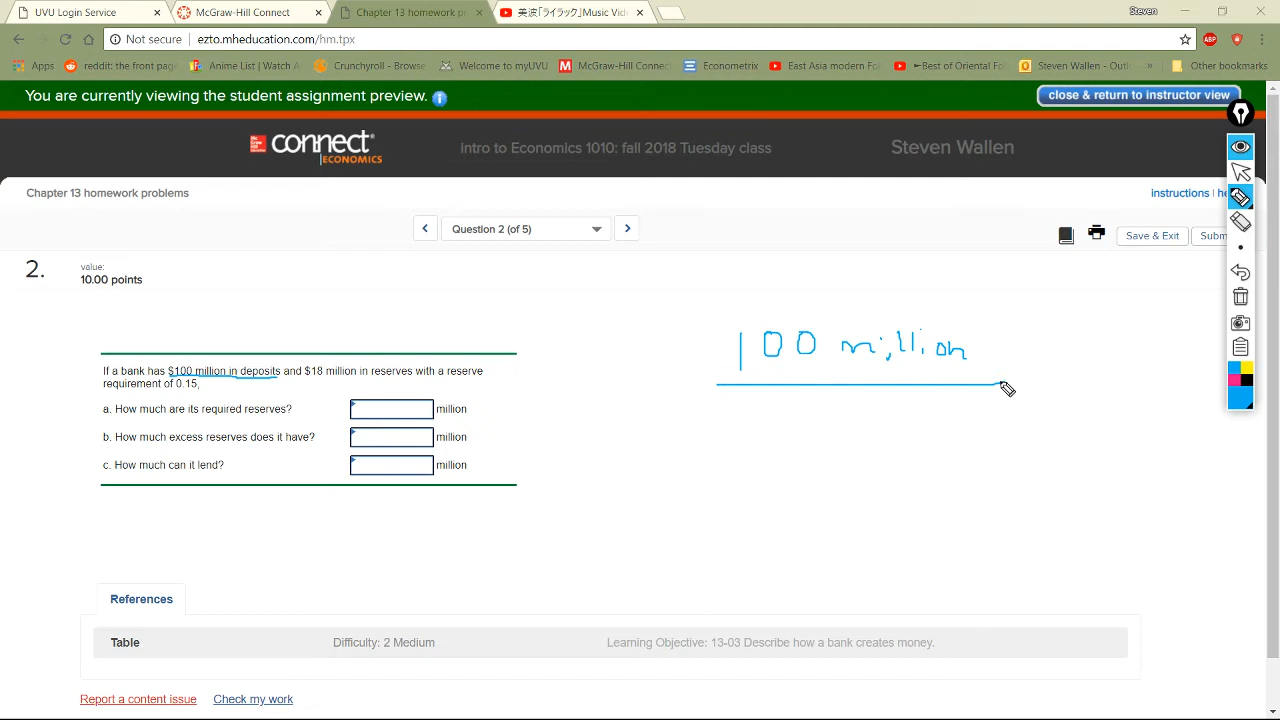 UVU Login Service
McGraw-Hill Connect
Chapter 13 homework pr
美波「ライラック」Music Vid
Steven
Not secure
ezto.mheducation.com/hm.tpx
ABP
Apps
reddit: the front page
Anime List | Watch A
Crunchyroll - Browse
Welcome to myUVU
McGraw-Hill Connect
Econometrix
East Asia modern Fo
►Best of Oriental Fo
Steven Wallen - Outl
»
Other bookmarks
You are currently viewing the student assignment preview.
close & return to instructor view
Mc Graw Hill Education
connect
ECONOMICS
Intro to Economics 1010: fall 2018 Tuesday class
Steven Wallen
Chapter 13 homework problems
instructions | he
Question 2 (of 5)
Save & Exit
Subm
2.
value:
10.00 points
100 million
If a bank has $100 million in deposits and $18 million in reserves with a reserve
requirement of 0.15,
a. How much are its required reserves?
million
b. How much excess reserves does it have?
million
c. How much can it lend?
million
References
Table
Difficulty: 2 Medium
Learning Objective: 13-03 Describe how a bank creates money.
Report a content issue
Check my work